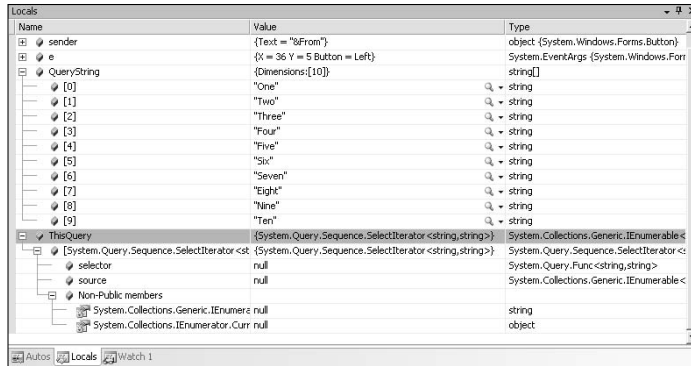 Locals
Name Value Type
sender {Text = "&From"} object {System.Windows.Forms.Button}
e {X = 36 Y = 5 Button = Left} System.EventArgs {System.Windows.Forr
QueryString {Dimensions:[10]} string[]
[0] "One" string
[1] "Two" string
[2] "Three" string
[3] "Four" string
[4] "Five" string
[5] "Six" string
[6] "Seven" string
[7] "Eight" string
[8] "Nine" string
[9] "Ten" string
ThisQuery {System.Query.Sequence.SelectIterator<string,string>} System.Collections.Generic.IEnumerable<
[System.Query.Sequence.SelectIterator<st {System.Query.Sequence.SelectIterator<string,string>} System.Query.Sequence.SelectIterator<s
selector null System.Query.Func<string,string>
source null System.Collections.Generic.IEnumerable<
Non-Public members
System.Collections.Generic.IEnumera null string
System.Collections.IEnumerator.Curr null object
Autos Locals Watch 1